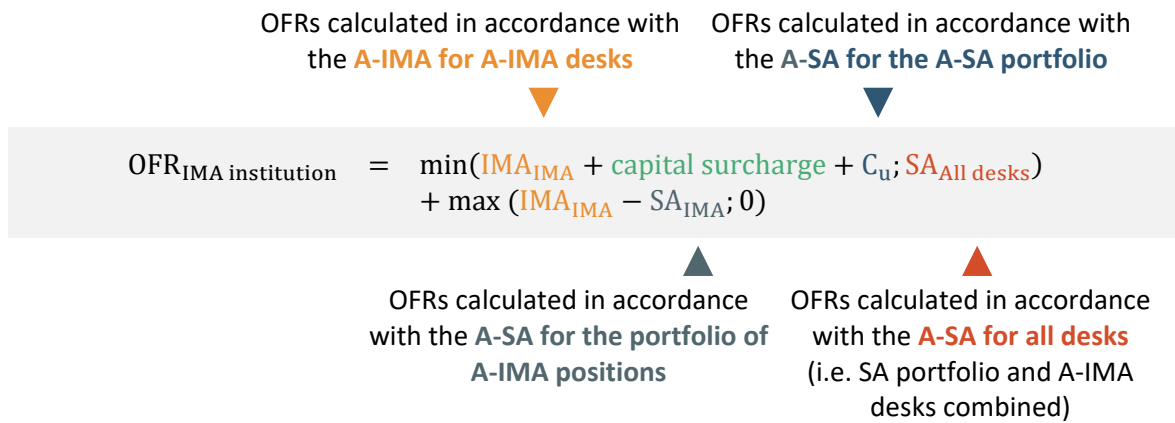 OFRs calculated in accordance with
the A-IMA for A-IMA desks
OFRs calculated in accordance with
the A-SA for the A-SA portfolio
OFR_IMA institution = min(IMA_IMA + capital surcharge + C_u; SA_All desks)
+ max (IMA_IMA − SA_IMA; 0)
OFRs calculated in accordance
with the A-SA for the portfolio of
A-IMA positions
OFRs calculated in accordance
with the A-SA for all desks
(i.e. SA portfolio and A-IMA
desks combined)